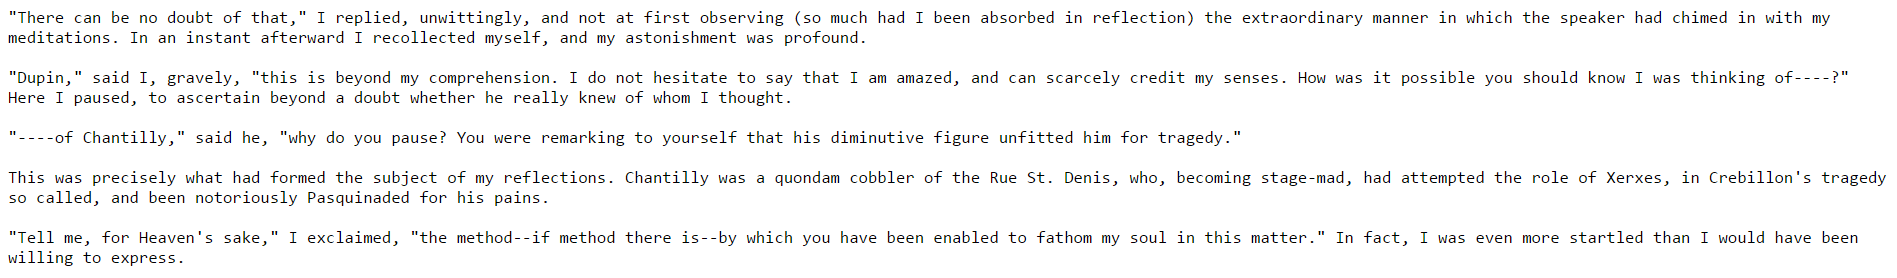 "There can be no doubt of that," I replied, unwittingly, and not at first observing (so much had I been absorbed in reflection) the extraordinary manner in which the speaker had chimed in with my
meditations. In an instant afterward I recollected myself, and my astonishment was profound.
"Dupin," said I, gravely, "this is beyond my comprehension. I do not hesitate to say that I am amazed, and can scarcely credit my senses. How was it possible you should know I was thinking of----?"
Here I paused, to ascertain beyond a doubt whether he really knew of whom I thought.
"----of Chantilly," said he, "why do you pause? You were remarking to yourself that his diminutive figure unfitted him for tragedy."
This was precisely what had formed the subject of my reflections. Chantilly was a quondam cobbler of the Rue St. Denis, who, becoming stage-mad, had attempted the role of Xerxes, in Crebillon's tragedy
so called, and been notoriously Pasquinaded for his pains.
"Tell me, for Heaven's sake," I exclaimed, "the method--if method there is--by which you have been enabled to fathom my soul in this matter." In fact, I was even more startled than I would have been
willing to express.